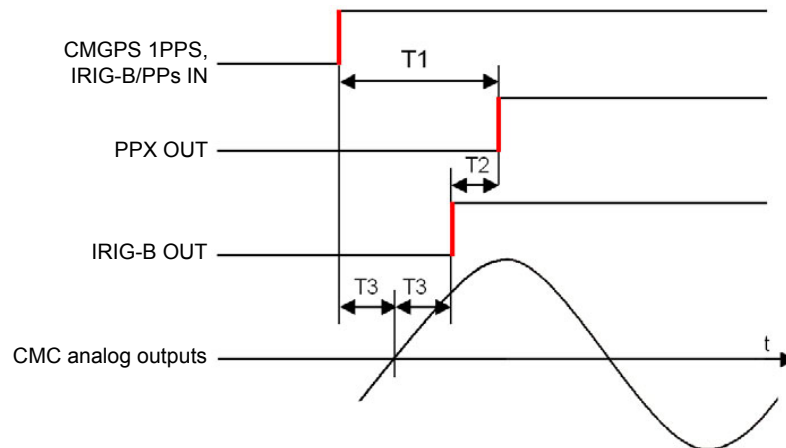 CMGPS 1PPS,
IRIG-B/PPs IN
T1
PPX OUT
T2
IRIG-B OUT
T3 T3
CMC analog outputs
t